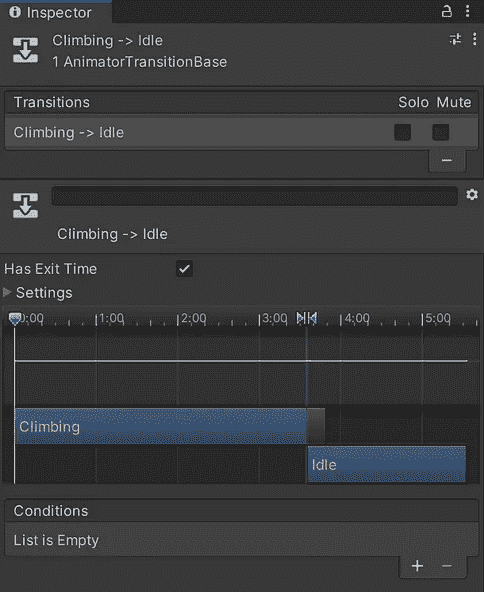 Inspector
Climbing -> Idle
1 AnimatorTransitionBase
Transitions Solo Mute
Climbing -> Idle
Climbing -> Idle
Has Exit Time
Settings
0:00 1:00 2:00 3:00 4:00 5:00
Climbing
Idle
Conditions
List is Empty